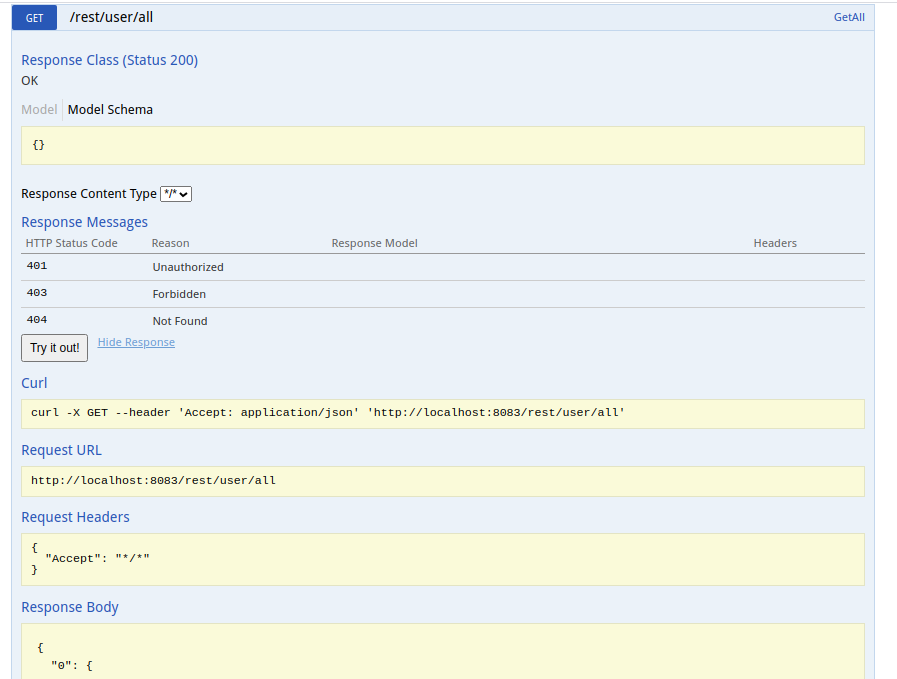 GET /rest/user/all GetAll
Response Class (Status 200)
OK
Model Model Schema
{}
Response Content Type */*
Response Messages
HTTP Status Code Reason Response Model Headers
401 Unauthorized
403 Forbidden
404 Not Found
Try it out! Hide Response
Curl
curl -X GET --header 'Accept: application/json' 'http://localhost:8083/rest/user/all'
Request URL
http://localhost:8083/rest/user/all
Request Headers
{
"Accept": "*/*"
}
Response Body
{
"0": {